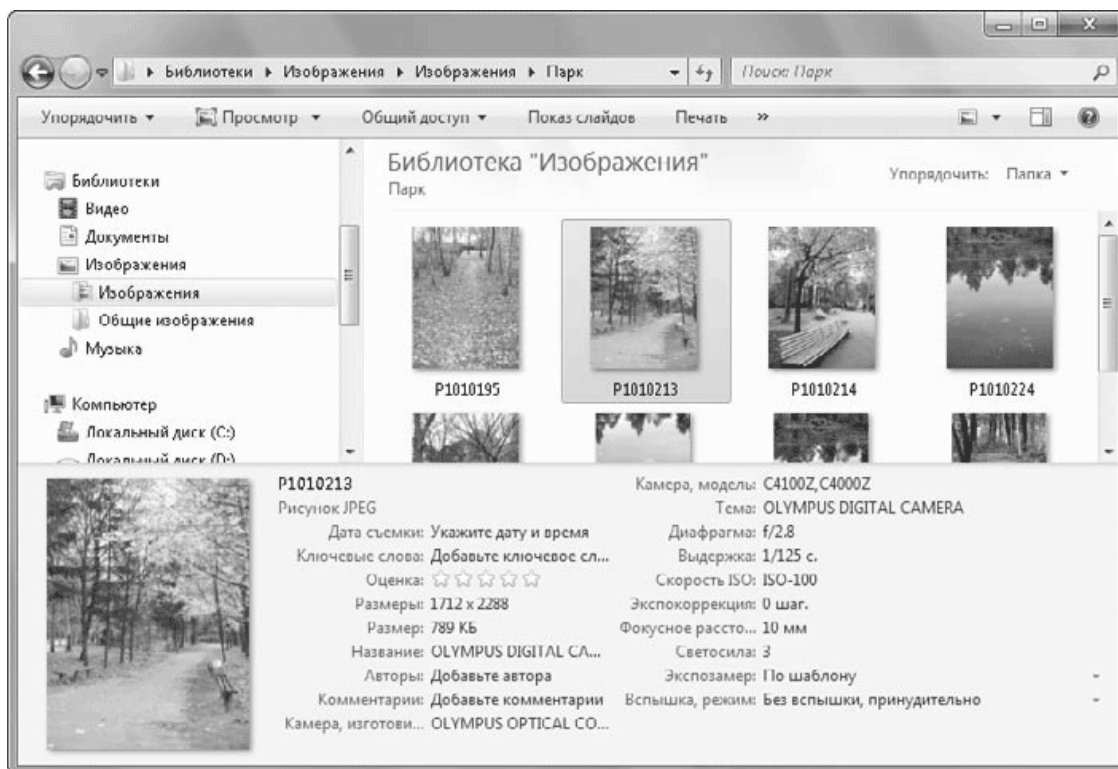 Библиотеки Изображения Изображения Парк Поиск: Парк
Упорядочить Просмотр Общий доступ Показ слайдов Печать »
Библиотеки
Видео
Документы
Изображения
Изображения
Общие изображения
Музыка
Компьютер
Локальный диск (C:)
Локальный диск (D:)
Библиотека "Изображения"
Парк
Упорядочить: Папка
P1010195 P1010213 P1010214 P1010224
P1010213
Рисунок JPEG
Дата съемки: Укажите дату и время
Ключевые слова: Добавьте ключевое сл...
Оценка:
Размеры: 1712 x 2288
Размер: 789 КБ
Название: OLYMPUS DIGITAL CA...
Авторы: Добавьте автора
Комментарии: Добавьте комментарии
Камера, изготови... OLYMPUS OPTICAL CO...
Камера, модель: C4100Z,C4000Z
Тема: OLYMPUS DIGITAL CAMERA
Диафрагма: f/2.8
Выдержка: 1/125 с.
Скорость ISO: ISO-100
Экспокоррекция: 0 шаг.
Фокусное рассто... 10 мм
Светосила: 3
Экспозамер: По шаблону
Вспышка, режим: Без вспышки, принудительно